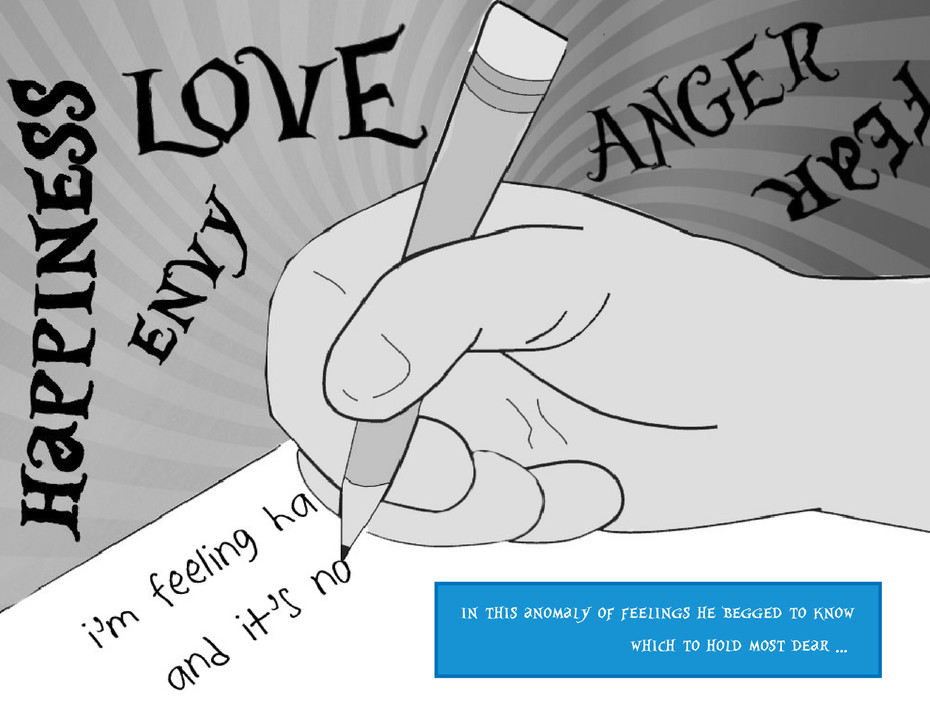 HaPPINESS
LOVE
ENVY
ANGER
FEaR
i'm feeling ha
and it's no
IN THIS aNOMaLY OF FEELINGS HE BEGGED TO KNOW
WHICH TO HOLD MOST DEaR ...